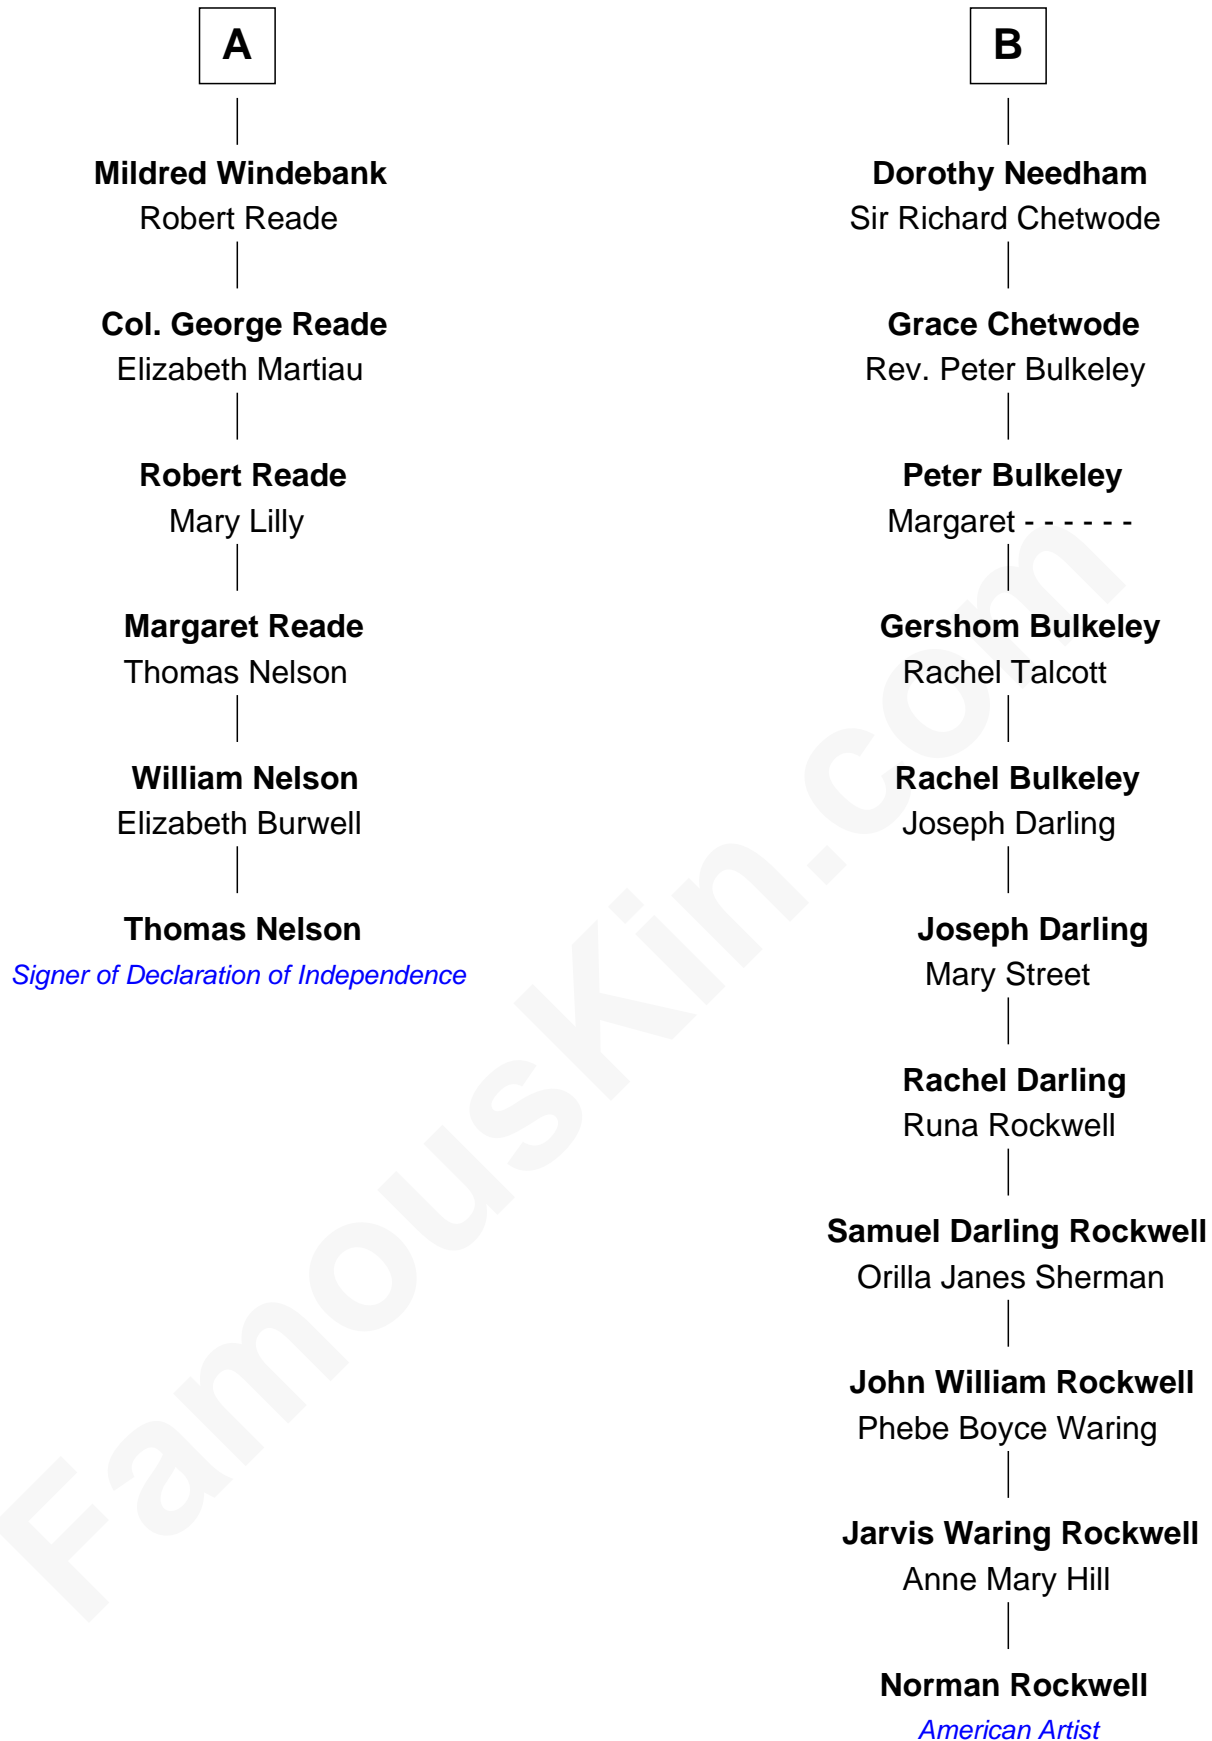 A
Mildred Windebank
Robert Reade
Col. George Reade
Elizabeth Martiau
Robert Reade
Mary Lilly
Margaret Reade
Thomas Nelson
William Nelson
Elizabeth Burwell
Thomas Nelson
Signer of Declaration of Independence
B
Dorothy Needham
Sir Richard Chetwode
Grace Chetwode
Rev. Peter Bulkeley
Peter Bulkeley
Margaret - - - - - -
Gershom Bulkeley
Rachel Talcott
Rachel Bulkeley
Joseph Darling
Joseph Darling
Mary Street
Rachel Darling
Runa Rockwell
Samuel Darling Rockwell
Orilla Janes Sherman
John William Rockwell
Phebe Boyce Waring
Jarvis Waring Rockwell
Anne Mary Hill
Norman Rockwell
American Artist
FamousKin.com